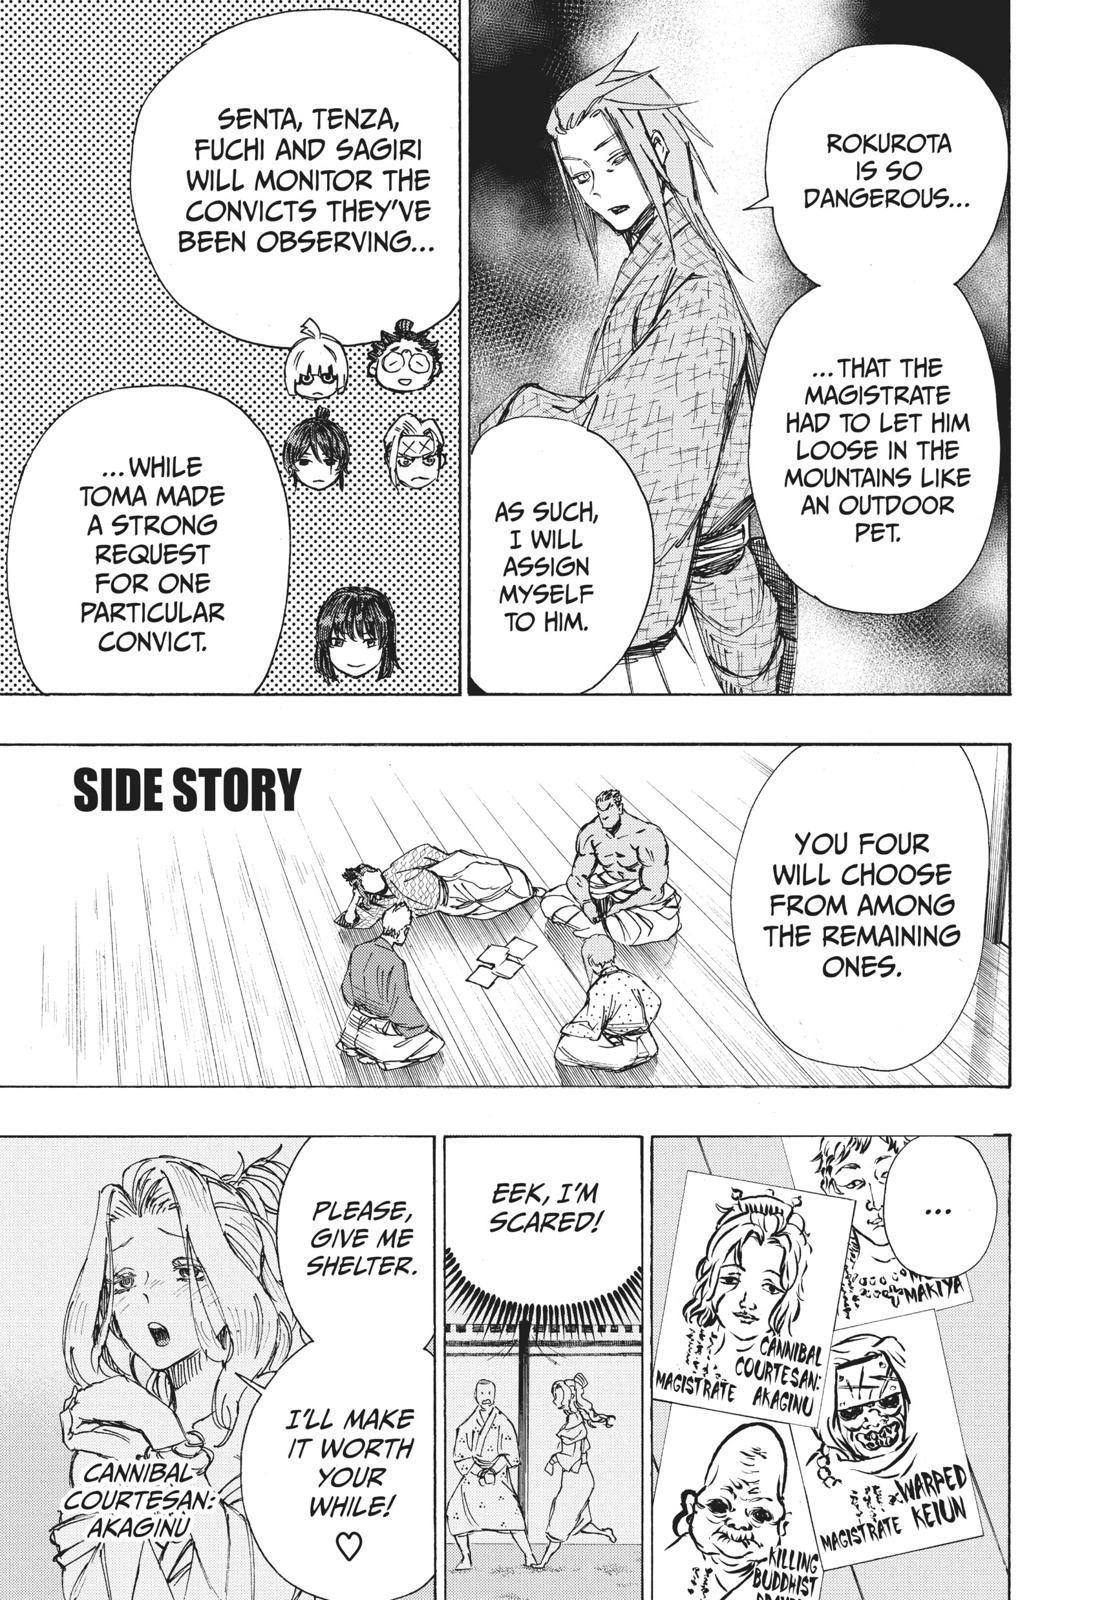 ROKUROTA
IS SO
DANGEROUS...
...THAT THE
MAGISTRATE
HAD TO LET HIM
LOOSE IN THE
MOUNTAINS LIKE
AN OUTDOOR
PET.
AS SUCH,
I WILL
ASSIGN
MYSELF
TO HIM.
SENTA, TENZA,
FUCHI AND SAGIRI
WILL MONITOR THE
CONVICTS THEY'VE
BEEN OBSERVING...
...WHILE
TOMA MADE
A STRONG
REQUEST
FOR ONE
PARTICULAR
CONVICT.
SIDE STORY
YOU FOUR
WILL CHOOSE
FROM AMONG
THE REMAINING
ONES.
...
MAKIYA
CANNIBAL
COURTESAN:
AKAGINU
MAGISTRATE
WARPED
KEIUN
MAGISTRATE
KILLING
BUDDHIST
EEK, I'M
SCARED!
PLEASE,
GIVE ME
SHELTER.
I'LL MAKE
IT WORTH
YOUR
WHILE!
♡
CANNIBAL
COURTESAN:
AKAGINU